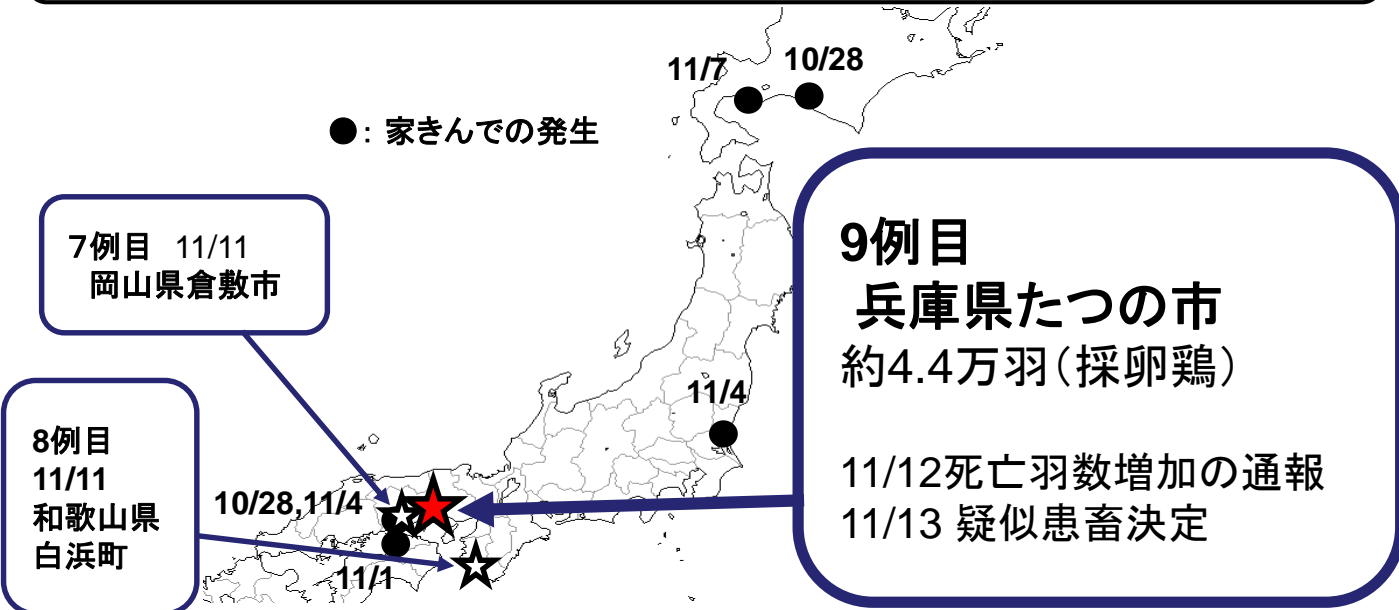 11/7
10/28
●：家きんでの発生
７例目 11/11
岡山県倉敷市
9例目
兵庫県たつの市
約4.4万羽（採卵鶏）
11/12死亡羽数増加の通報
11/13 疑似患畜決定
11/4
8例目
11/11
和歌山県
白浜町
10/28,11/4
11/1